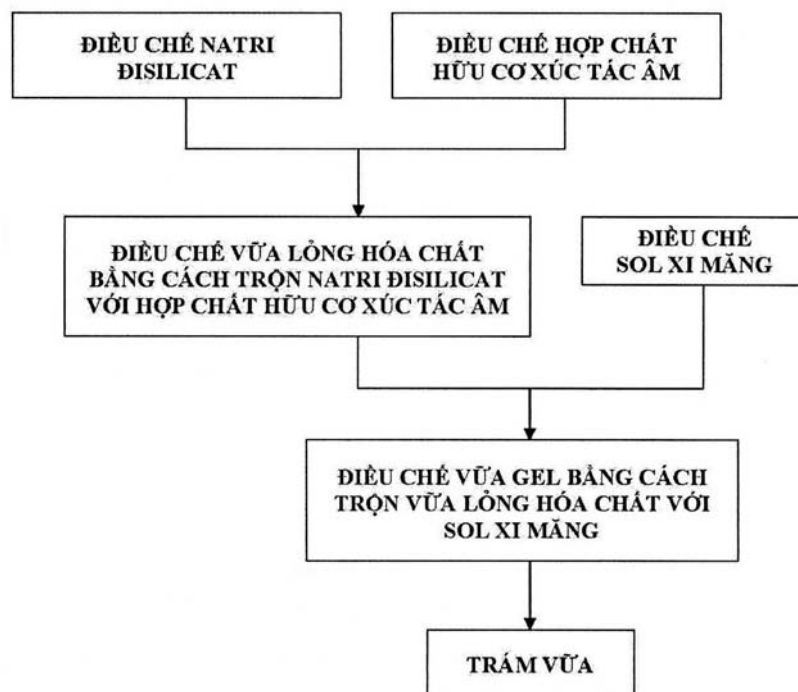 ĐIỀU CHẾ NATRI
ĐISILICAT
ĐIỀU CHẾ HỢP CHẤT
HỮU CƠ XÚC TÁC ÂM
ĐIỀU CHẾ VỮA LỎNG HÓA CHẤT
BẰNG CÁCH TRỘN NATRI ĐISILICAT
VỚI HỢP CHẤT HỮU CƠ XÚC TÁC ÂM
ĐIỀU CHẾ
SOL XI MĂNG
ĐIỀU CHẾ VỮA GEL BẰNG CÁCH
TRỘN VỮA LỎNG HÓA CHẤT VỚI
SOL XI MĂNG
TRÁM VỮA